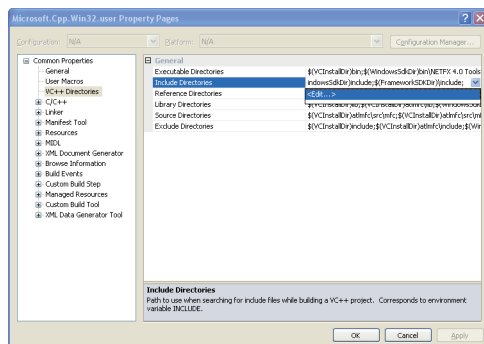 Microsoft.Cpp.Win32.user Property Pages
Configuration: N/A Platform: N/A Configuration Manager...
Common Properties
General
User Macros
VC++ Directories
C/C++
Linker
Manifest Tool
Resources
MIDL
XML Document Generator
Browse Information
Build Events
Custom Build Step
Managed Resources
Custom Build Tool
XML Data Generator Tool
General
Executable Directories $(VCInstallDir)bin;$(WindowsSdkDir)bin\NETFX 4.0 Tools
Include Directories indowsSdkDir)include;$(FrameworkSDKDir)\include;
Reference Directories <Edit...>
Library Directories
Source Directories $(VCInstallDir)atlmfc\src\mfc;$(VCInstallDir)atlmfc\src\mf
Exclude Directories $(VCInstallDir)include;$(VCInstallDir)atlmfc\include;$(Wir
Include Directories
Path to use when searching for include files while building a VC++ project. Corresponds to environment
variable INCLUDE.
OK Cancel Apply